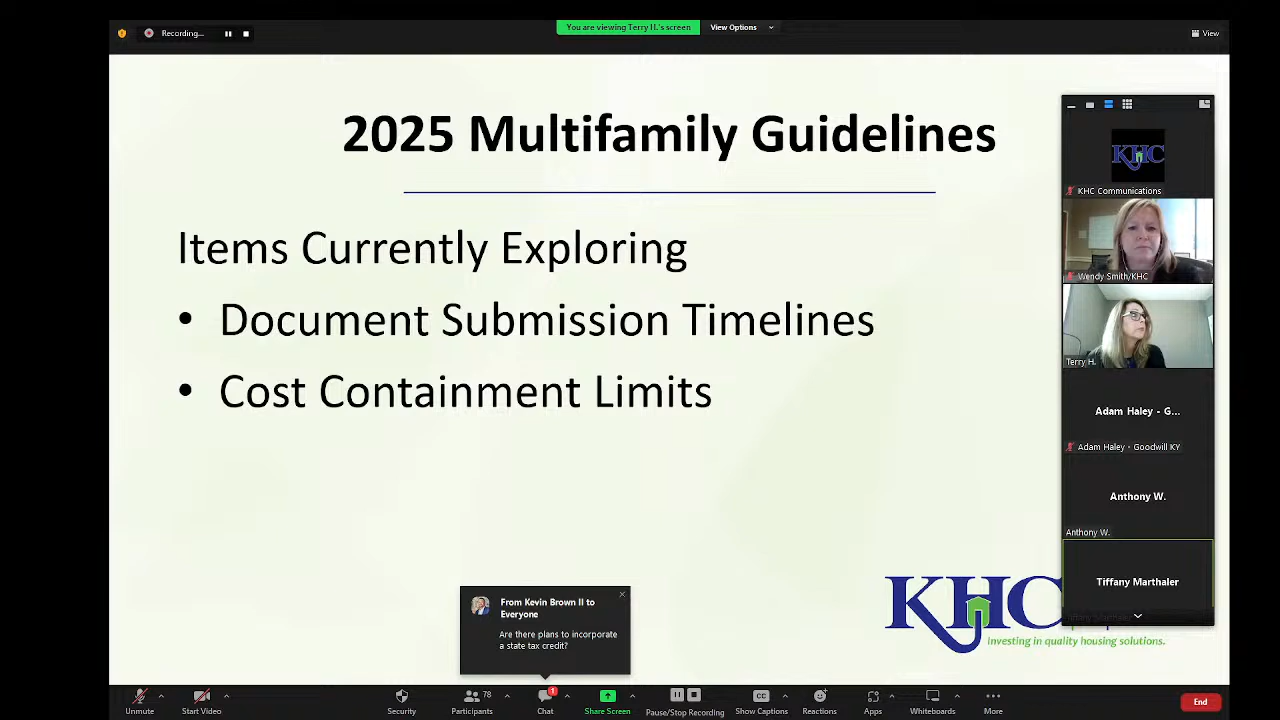 Recording...
You are viewing Terry H.'s screen
View Options
View
2025 Multifamily Guidelines
Items Currently Exploring
• Document Submission Timelines
• Cost Containment Limits
KHC
KHC Communications
Wendy Smith/KHC
Terry H.
Adam Haley - G...
Adam Haley - Goodwill KY
Anthony W.
Anthony W.
Tiffany Marthaler
KHC
Investing in quality housing solutions.
From Kevin Brown II to
Everyone
Are there plans to incorporate
a state tax credit?
Unmute
Start Video
Security
78
Participants
1
Chat
Share Screen
Pause/Stop Recording
CC
Show Captions
Reactions
Apps
Whiteboards
More
End